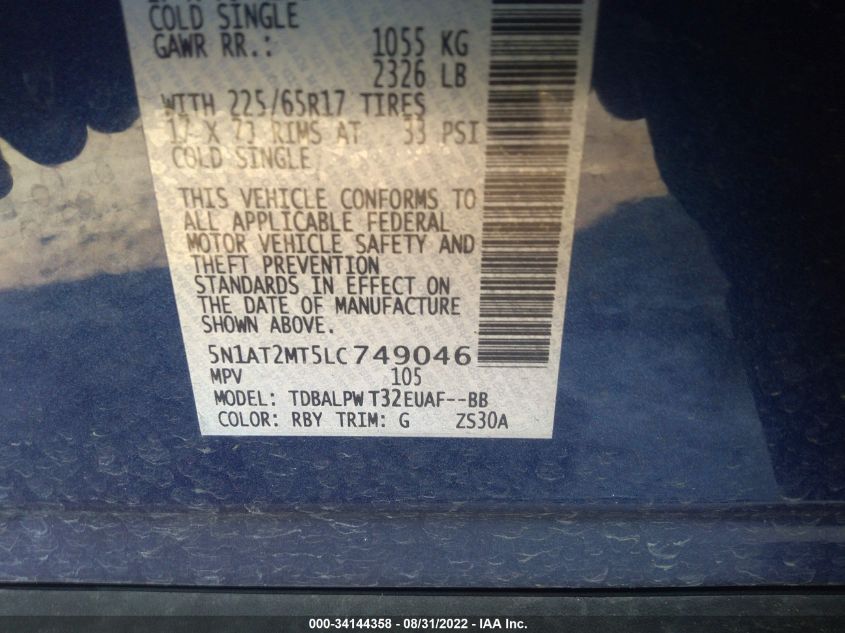 COLD SINGLE
GAWR RR.: 1055 KG
2326 LB
WITH 225/65R17 TIRES
17 X 7J RIMS AT 33 PSI
COLD SINGLE
THIS VEHICLE CONFORMS TO
ALL APPLICABLE FEDERAL
MOTOR VEHICLE SAFETY AND
THEFT PREVENTION
STANDARDS IN EFFECT ON
THE DATE OF MANUFACTURE
SHOWN ABOVE.
5N1AT2MT5LC749046
MPV 105
MODEL: TDBALPWT32EUAF--BB
COLOR: RBY TRIM: G ZS30A
000-34144358 - 08/31/2022 - IAA Inc.